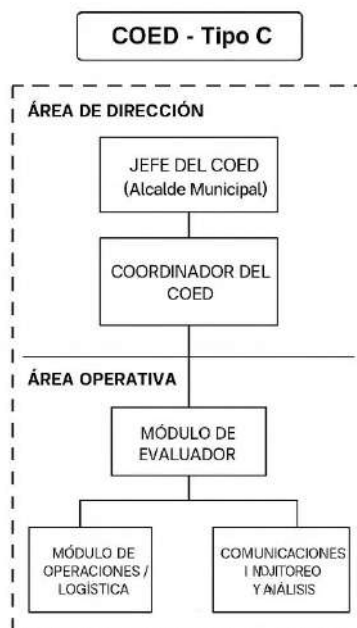 COED - Tipo C
ÁREA DE DIRECCIÓN
JEFE DEL COED
(Alcalde Municipal)
COORDINADOR DEL
COED
ÁREA OPERATIVA
MÓDULO DE
EVALUADOR
MÓDULO DE
OPERACIONES /
LOGÍSTICA
COMUNICACIONES
Y ANÁLISIS